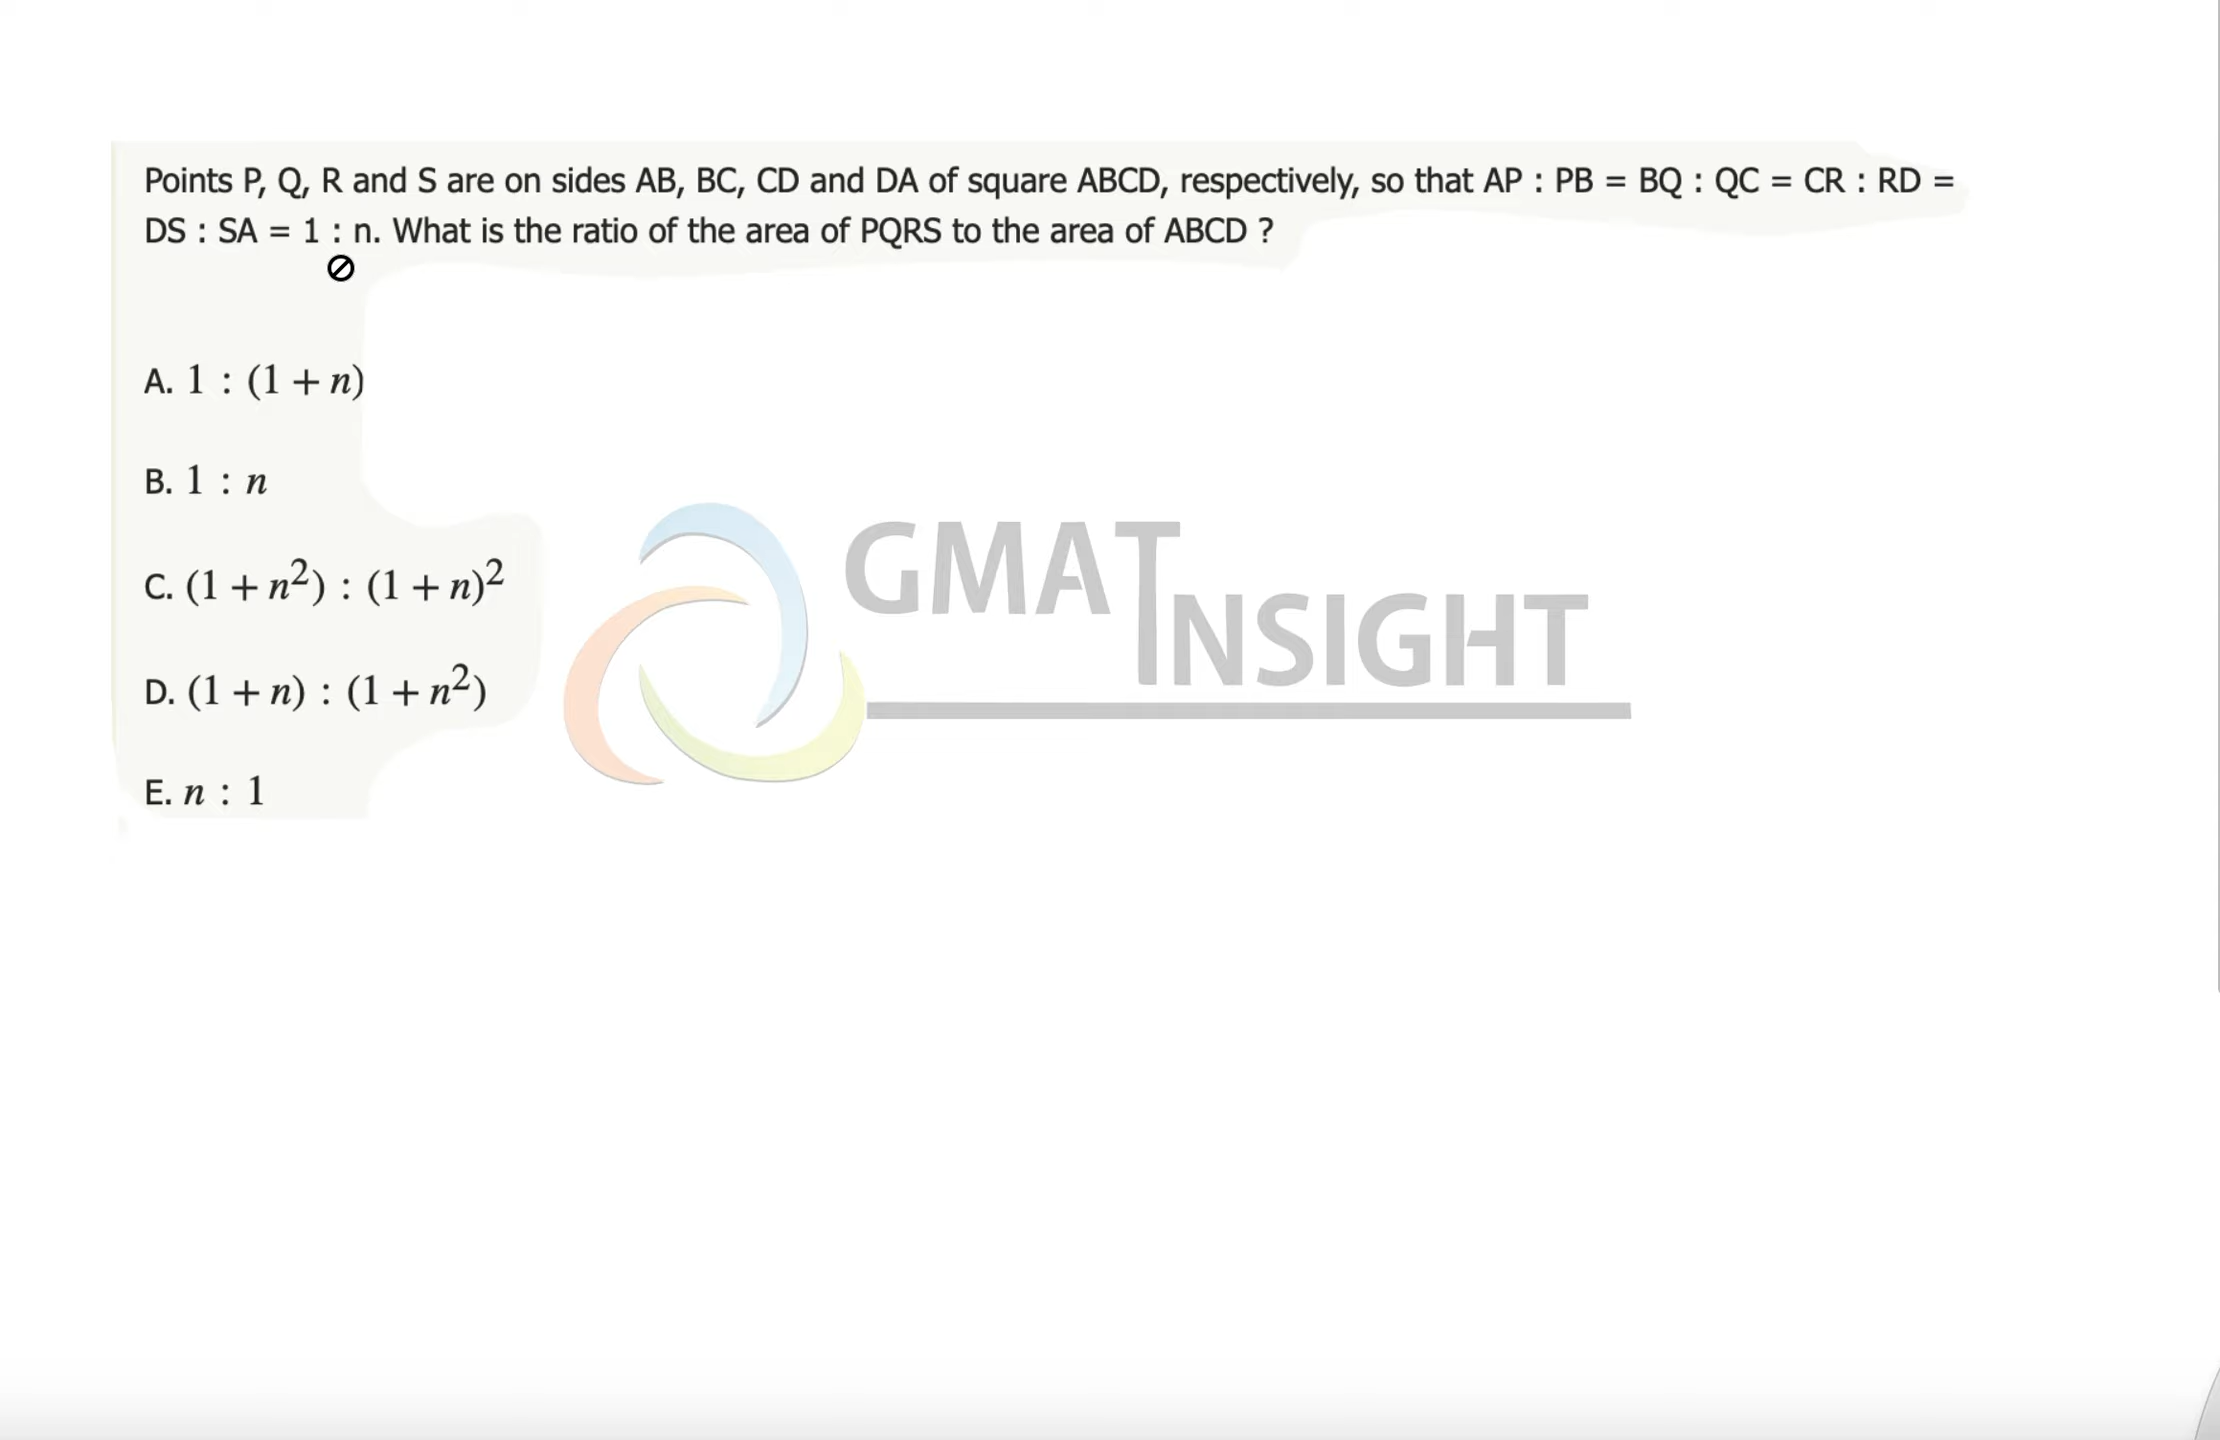 Points P, Q, R and S are on sides AB, BC, CD and DA of square ABCD, respectively, so that AP : PB = BQ : QC = CR : RD =
DS : SA = 1 : n. What is the ratio of the area of PQRS to the area of ABCD ?
A. 1 : (1 + n)
B. 1 : n
C. (1 + n²) : (1 + n)²
D. (1 + n) : (1 + n²)
E. n : 1
GMATINSIGHT